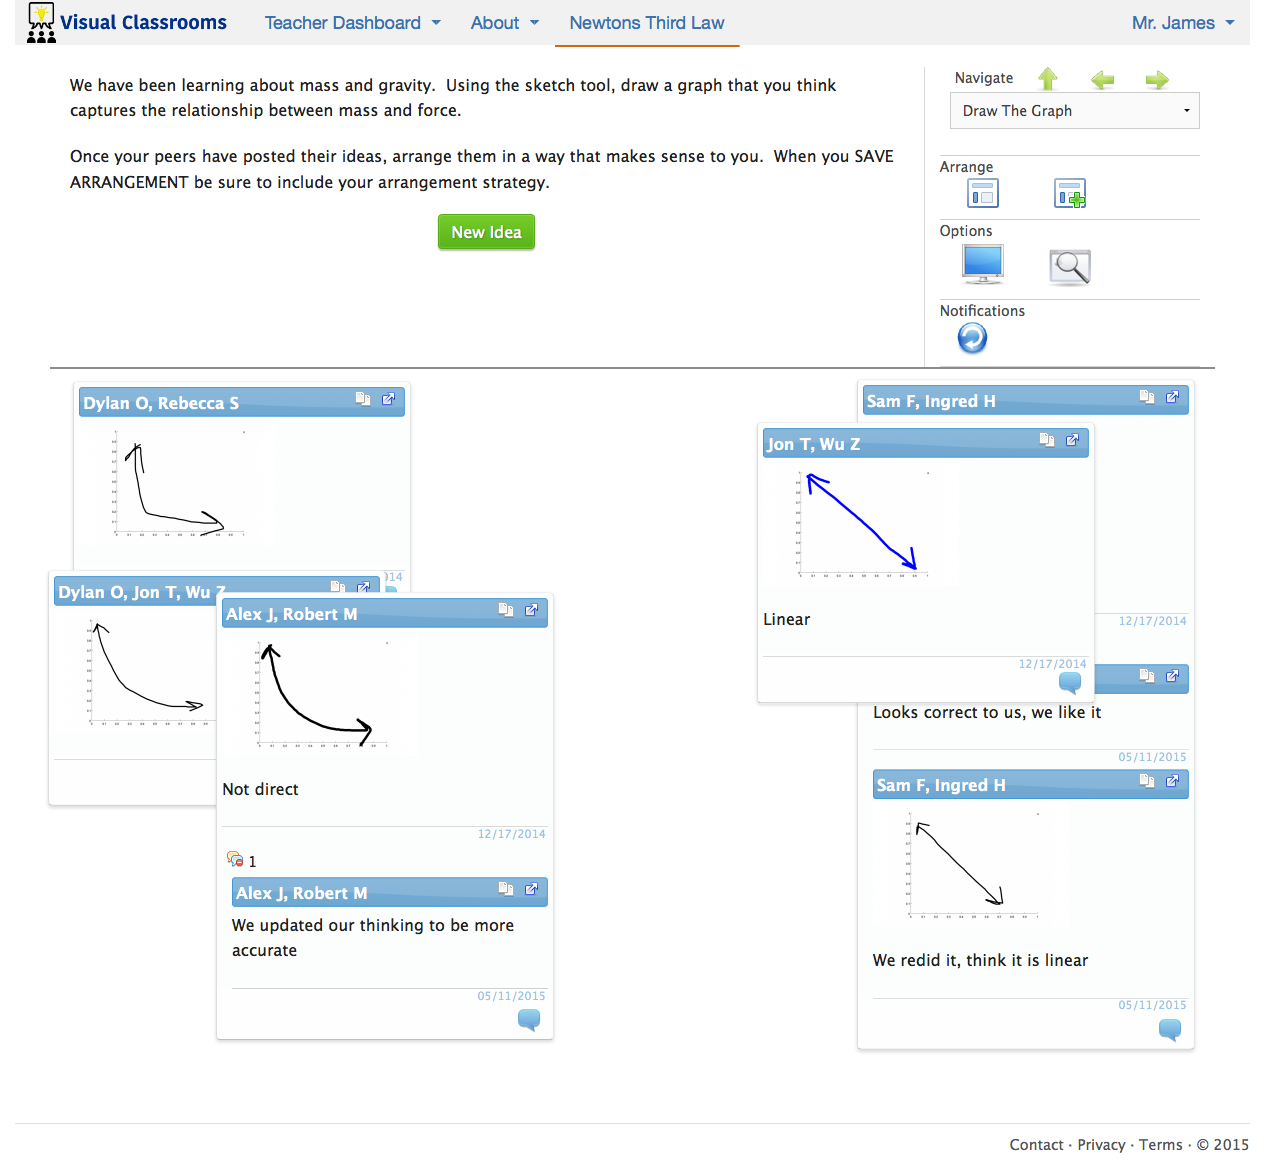 Visual Classrooms
Teacher Dashboard
About
Newtons Third Law
Mr. James
We have been learning about mass and gravity. Using the sketch tool, draw a graph that you think
captures the relationship between mass and force.
Once your peers have posted their ideas, arrange them in a way that makes sense to you. When you SAVE
ARRANGEMENT be sure to include your arrangement strategy.
New Idea
Navigate
Draw The Graph
Arrange
Options
Notifications
Dylan O, Rebecca S
Dylan O, Jon T, Wu Z
Alex J, Robert M
Not direct
12/17/2014
1
Alex J, Robert M
We updated our thinking to be more
accurate
05/11/2015
Sam F, Ingred H
Jon T, Wu Z
Linear
12/17/2014
12/17/2014
Looks correct to us, we like it
05/11/2015
Sam F, Ingred H
We redid it, think it is linear
05/11/2015
Contact · Privacy · Terms · © 2015